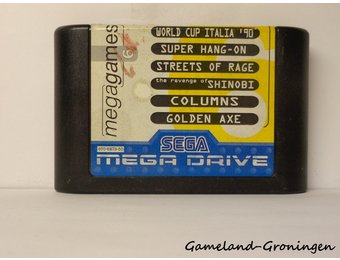 megagames
6
WORLD CUP ITALIA '90
SUPER HANG-ON
STREETS OF RAGE
the revenge of SHINOBI
COLUMNS
GOLDEN AXE
SEGA
MEGA DRIVE
Gameland-Groningen